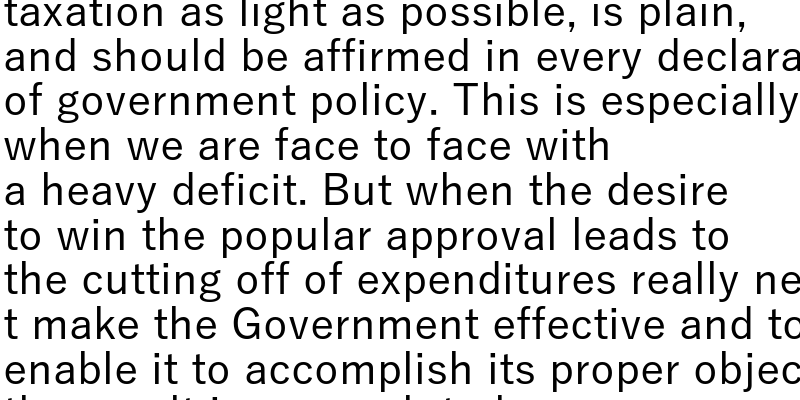 taxation as light as possible, is plain,
and should be affirmed in every declara
of government policy. This is especially
when we are face to face with
a heavy deficit. But when the desire
to win the popular approval leads to
the cutting off of expenditures really ne
t make the Government effective and to
enable it to accomplish its proper objec